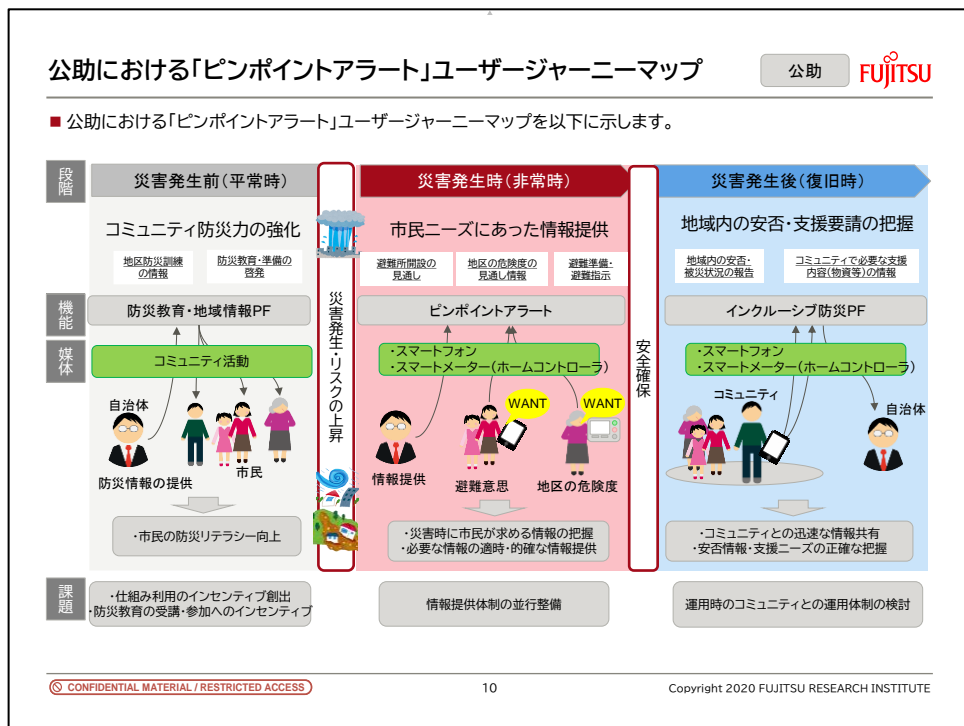 公助における「ピンポイントアラート」ユーザージャーニーマップ
公助
FUJITSU
■ 公助における「ピンポイントアラート」ユーザージャーニーマップを以下に示します。
段階
災害発生前(平常時)
災害発生時(非常時)
災害発生後(復旧時)
コミュニティ防災力の強化
市民ニーズにあった情報提供
地域内の安否・支援要請の把握
地区防災訓練
の情報
防災教育・準備の
啓発
避難所開設の
見通し
地区の危険度の
見通し情報
避難準備・
避難指示
地域内の安否・
被災状況の報告
コミュニティで必要な支援
内容(物資等)の情報
機能
防災教育・地域情報PF
ピンポイントアラート
インクルーシブ防災PF
災害発生・リスクの上昇
安全確保
媒体
コミュニティ活動
・スマートフォン
・スマートメーター(ホームコントローラ)
・スマートフォン
・スマートメーター(ホームコントローラ)
自治体
防災情報の提供
市民
WANT
WANT
情報提供
避難意思
地区の危険度
コミュニティ
自治体
・市民の防災リテラシー向上
・災害時に市民が求める情報の把握
・必要な情報の適時・的確な情報提供
・コミュニティとの迅速な情報共有
・安否情報・支援ニーズの正確な把握
課題
・仕組み利用のインセンティブ創出
・防災教育の受講・参加へのインセンティブ
情報提供体制の並行整備
運用時のコミュニティとの運用体制の検討
CONFIDENTIAL MATERIAL / RESTRICTED ACCESS
10
Copyright 2020 FUJITSU RESEARCH INSTITUTE